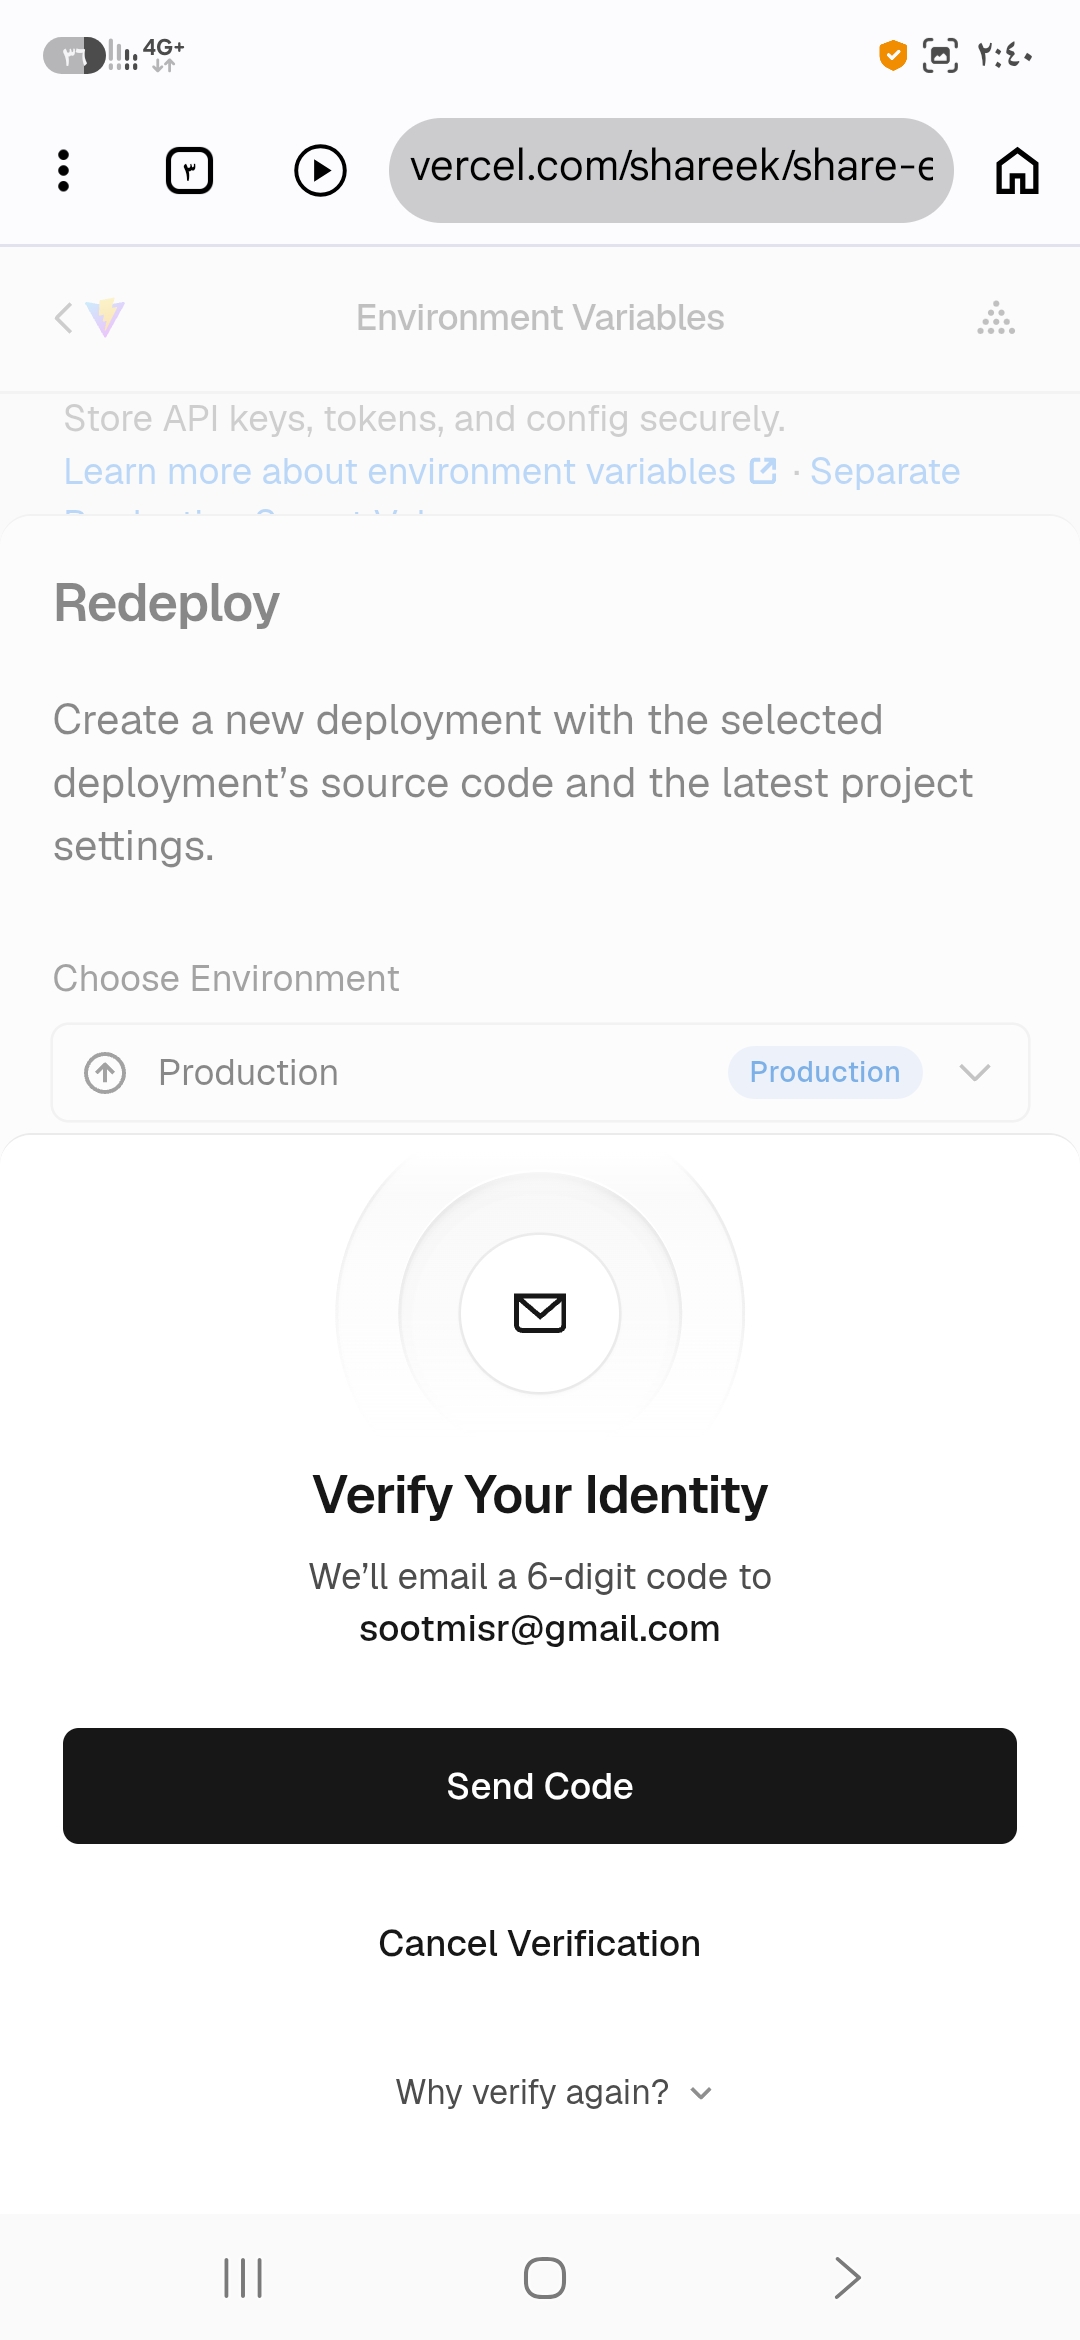 ٣٦
4G+
٢:٤٠
٣
vercel.com/shareek/share-e
Environment Variables
Store API keys, tokens, and config securely.
Learn more about environment variables · Separate
Redeploy
Create a new deployment with the selected
deployment’s source code and the latest project
settings.
Choose Environment
Production
Production
Verify Your Identity
We’ll email a 6-digit code to
sootmisr@gmail.com
Send Code
Cancel Verification
Why verify again?